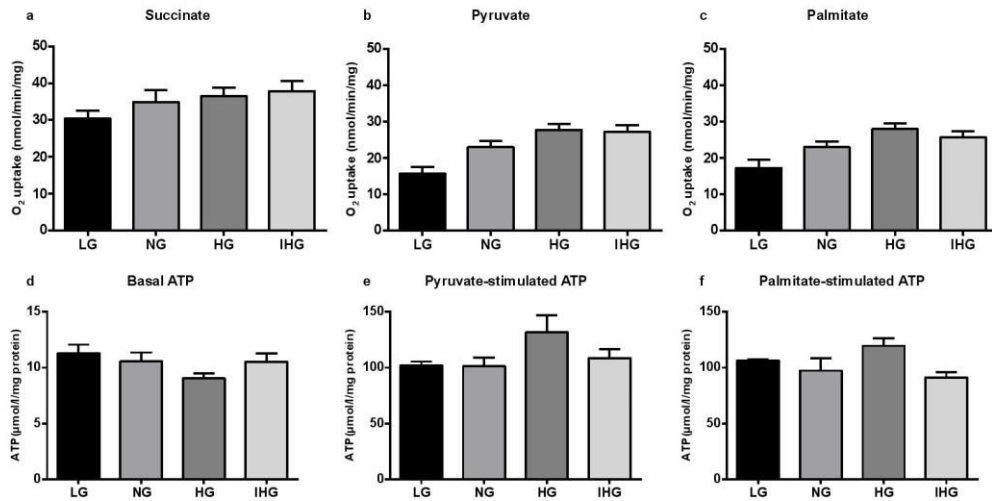 a Succinate
O2 uptake (nmol/min/mg)
50
40
30
20
10
0
LG NG HG IHG
b Pyruvate
O2 uptake (nmol/min/mg)
50
40
30
20
10
0
LG NG HG IHG
c Palmitate
O2 uptake (nmol/min/mg)
50
40
30
20
10
0
LG NG HG IHG
d Basal ATP
ATP(µmol/l/mg protein)
15
10
5
0
LG NG HG IHG
e Pyruvate-stimulated ATP
ATP(µmol/l/mg protein)
150
100
50
0
LG NG HG IHG
f Palmitate-stimulated ATP
ATP(µmol/l/mg protein)
150
100
50
0
LG NG HG IHG